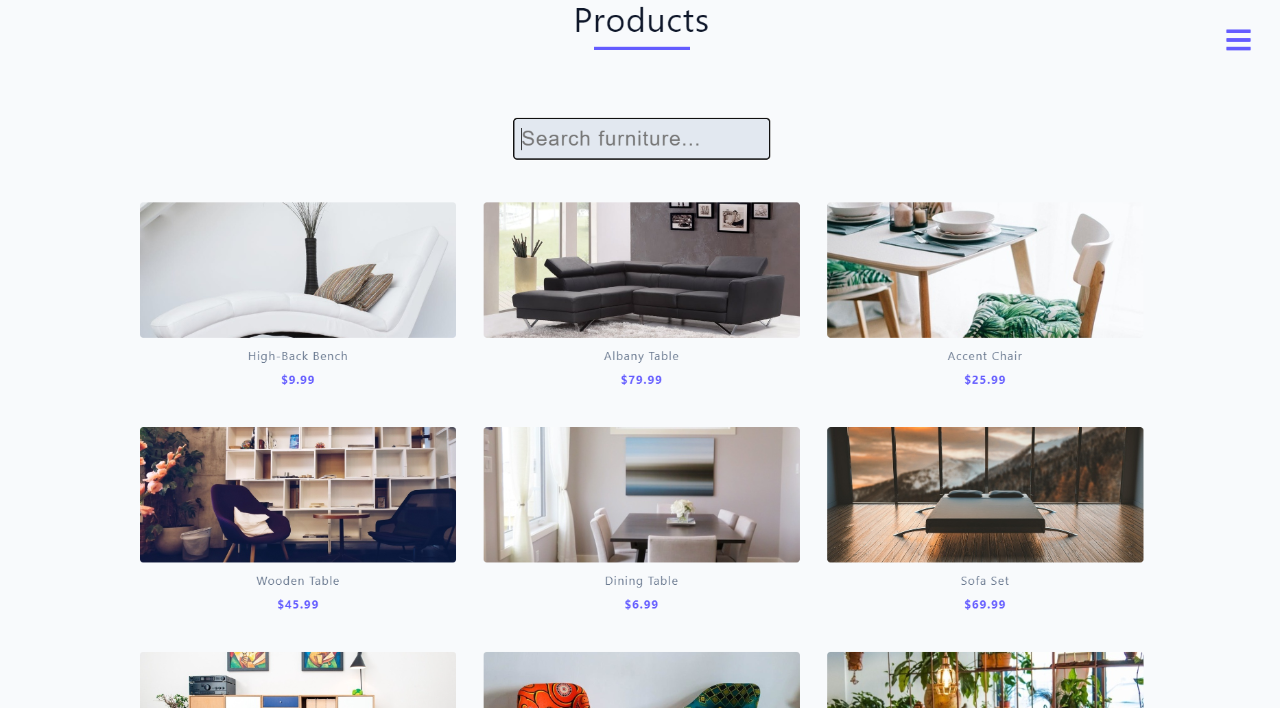 Products
Search furniture...
High-Back Bench
Albany Table
Accent Chair
$9.99
$79.99
$25.99
Wooden Table
Dining Table
Sofa Set
$45.99
$6.99
$69.99